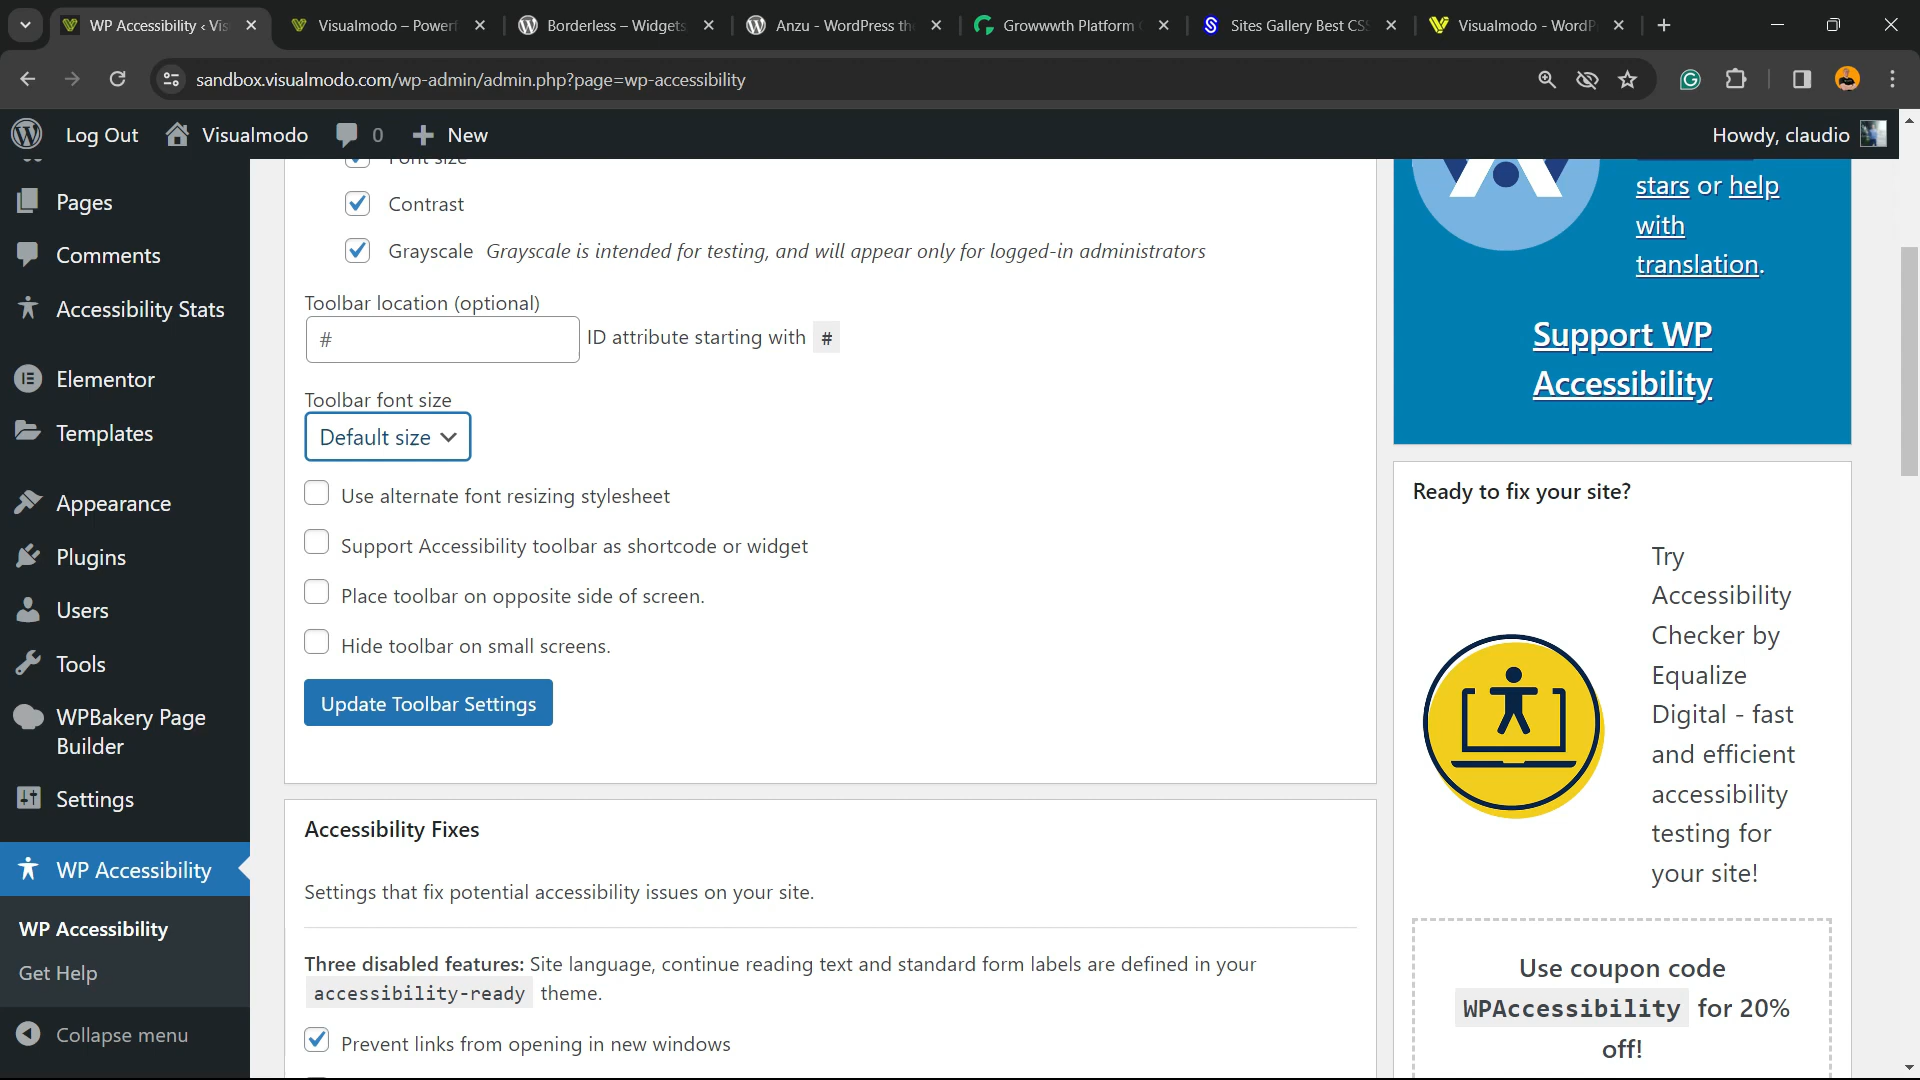 WP Accessibility ‹ Vis
Visualmodo – Powerf
Borderless – Widgets
Anzu - WordPress th
Growwwth Platform
Sites Gallery Best CSS
Visualmodo - WordP
sandbox.visualmodo.com/wp-admin/admin.php?page=wp-accessibility
Log Out
Visualmodo
0
New
Howdy, claudio
Pages
Comments
Accessibility Stats
Elementor
Templates
Appearance
Plugins
Users
Tools
WPBakery Page
Builder
Settings
WP Accessibility
WP Accessibility
Get Help
Collapse menu
Font size
Contrast
Grayscale Grayscale is intended for testing, and will appear only for logged-in administrators
Toolbar location (optional)
# ID attribute starting with #
Toolbar font size
Default size
Use alternate font resizing stylesheet
Support Accessibility toolbar as shortcode or widget
Place toolbar on opposite side of screen.
Hide toolbar on small screens.
Update Toolbar Settings
Accessibility Fixes
Settings that fix potential accessibility issues on your site.
Three disabled features: Site language, continue reading text and standard form labels are defined in your
accessibility-ready theme.
Prevent links from opening in new windows
stars or help
with
translation.
Support WP
Accessibility
Ready to fix your site?
Try
Accessibility
Checker by
Equalize
Digital - fast
and efficient
accessibility
testing for
your site!
Use coupon code
WPAccessibility for 20%
off!